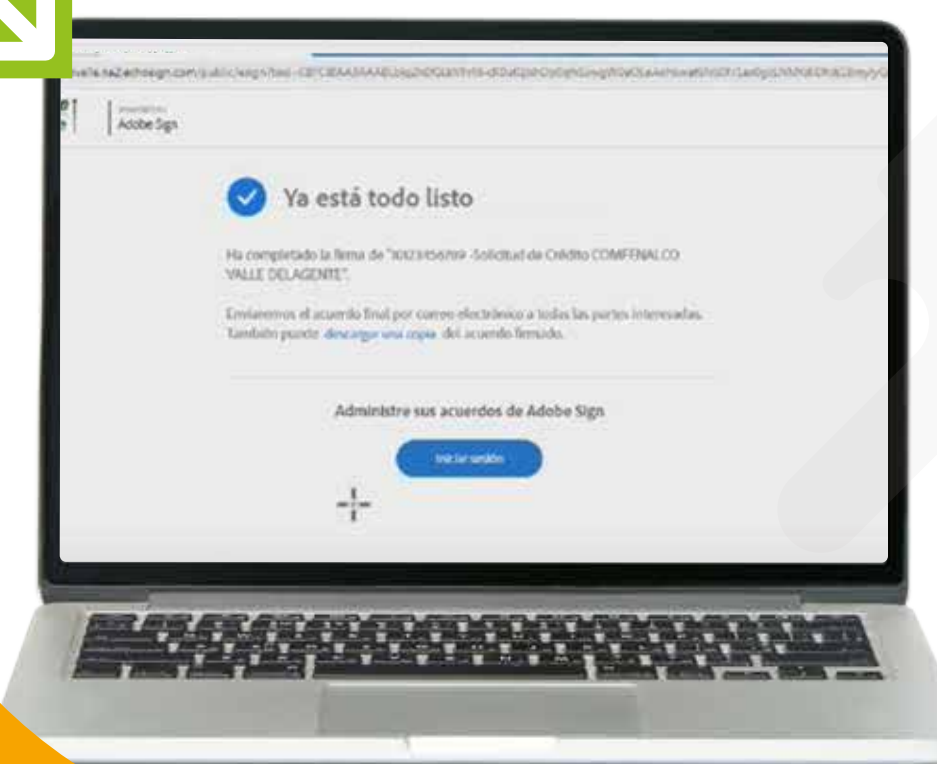 Adobe Sign
Ya está todo listo
Ha completado la firma de "-Solicitud de Crédito COMFENALCO
VALLE DELAGENTE".
Enviaremos el acuerdo final por correo electrónico a todas las partes interesadas.
También puede descargar una copia del acuerdo firmado.
Administre sus acuerdos de Adobe Sign
Iniciar sesión